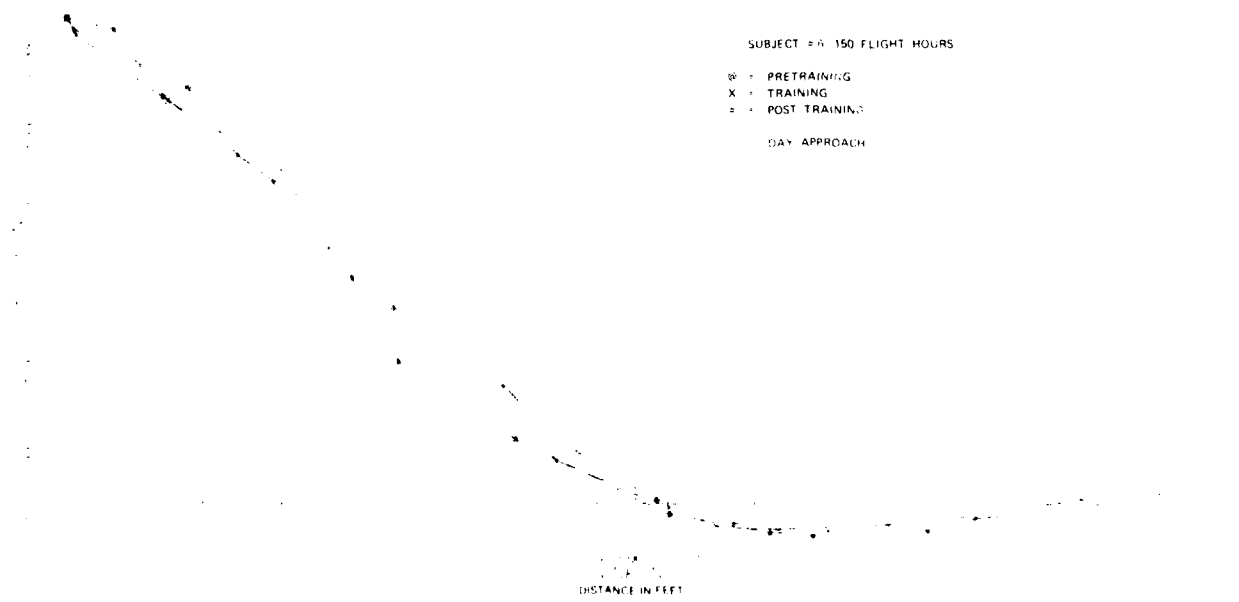 SUBJECT = 6 150 FLIGHT HOURS
@ = PRETRAINING
X = TRAINING
= = POST TRAINING
DAY APPROACH
DISTANCE IN FEET